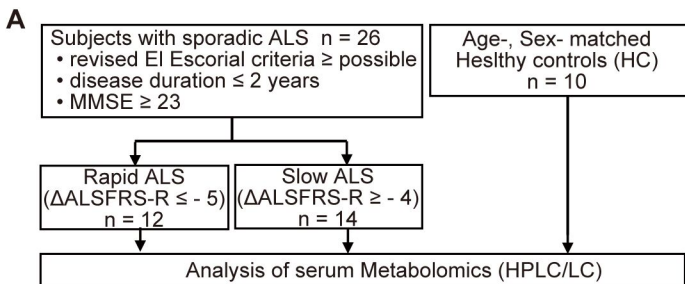 A
Subjects with sporadic ALS n = 26
• revised El Escorial criteria ≥ possible
• disease duration ≤ 2 years
• MMSE ≥ 23
Age-, Sex- matched
Heslthy controls (HC)
n = 10
Rapid ALS
(ΔALSFRS-R ≤ - 5)
n = 12
Slow ALS
(ΔALSFRS-R ≥ - 4)
n = 14
Analysis of serum Metabolomics (HPLC/LC)